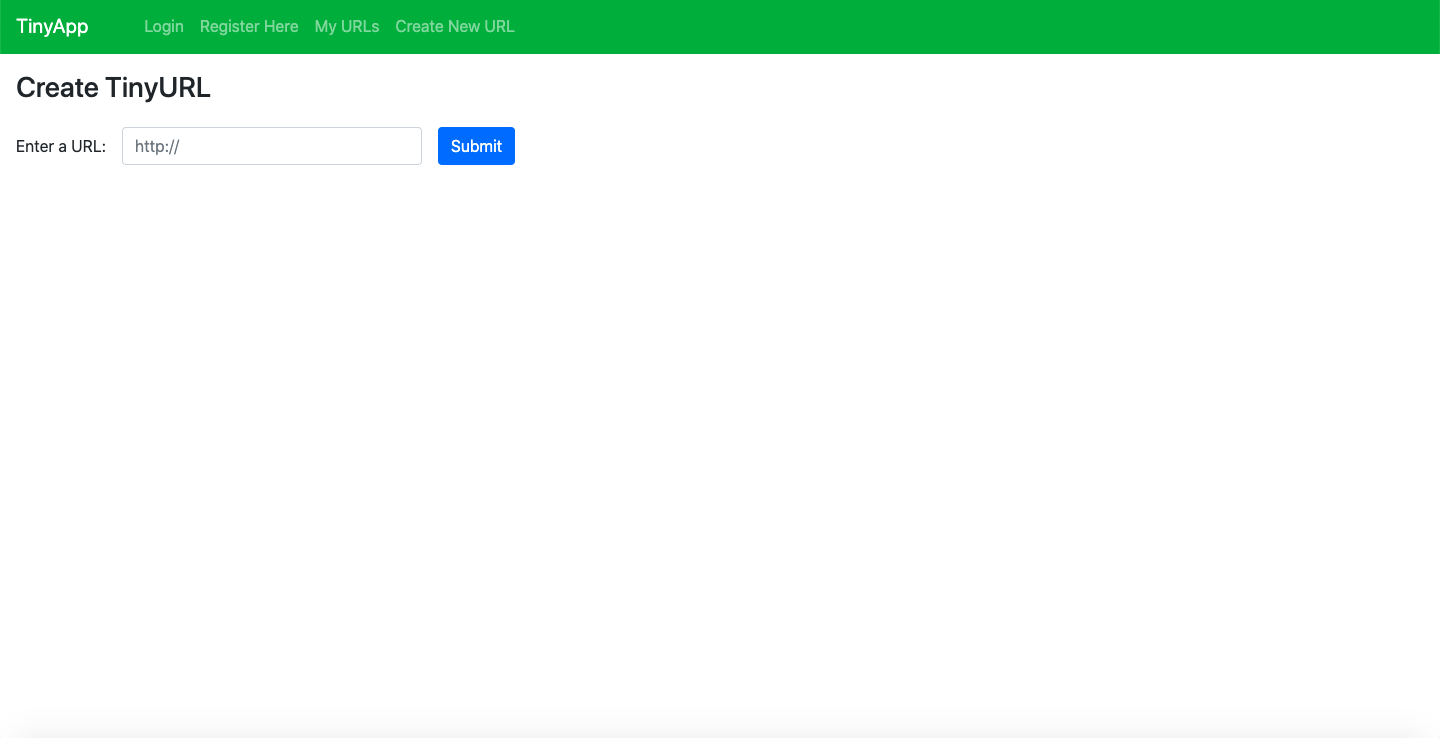 TinyApp Login Register Here My URLs Create New URL
Create TinyURL
Enter a URL: http:// Submit